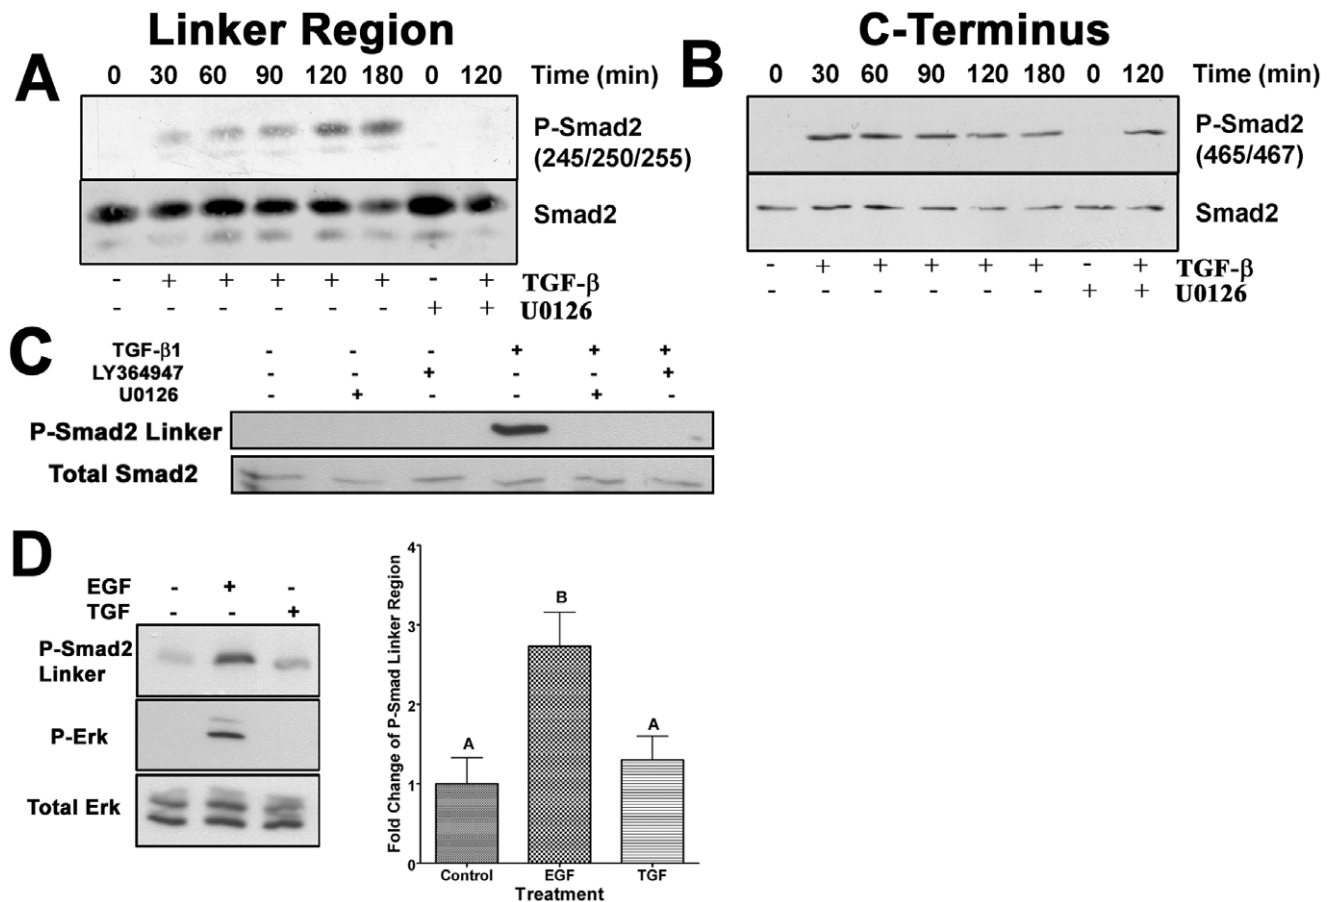 Linker Region
A
0 30 60 90 120 180 0 120 Time (min)
P-Smad2
(245/250/255)
Smad2
- + + + + + - + TGF-β
- - - - - - + + U0126
C-Terminus
B
0 30 60 90 120 180 0 120 Time (min)
P-Smad2
(465/467)
Smad2
- + + + + + - + TGF-β
- - - - - - + + U0126
C
TGF-β1 - - - + + +
LY364947 - - + - - +
U0126 - + - - + -
P-Smad2 Linker
Total Smad2
D
EGF - + -
TGF - - +
P-Smad2
Linker
P-Erk
Total Erk
Fold Change of P-Smad Linker Region
4
3
2
1
0
A
B
A
Control EGF TGF
Treatment